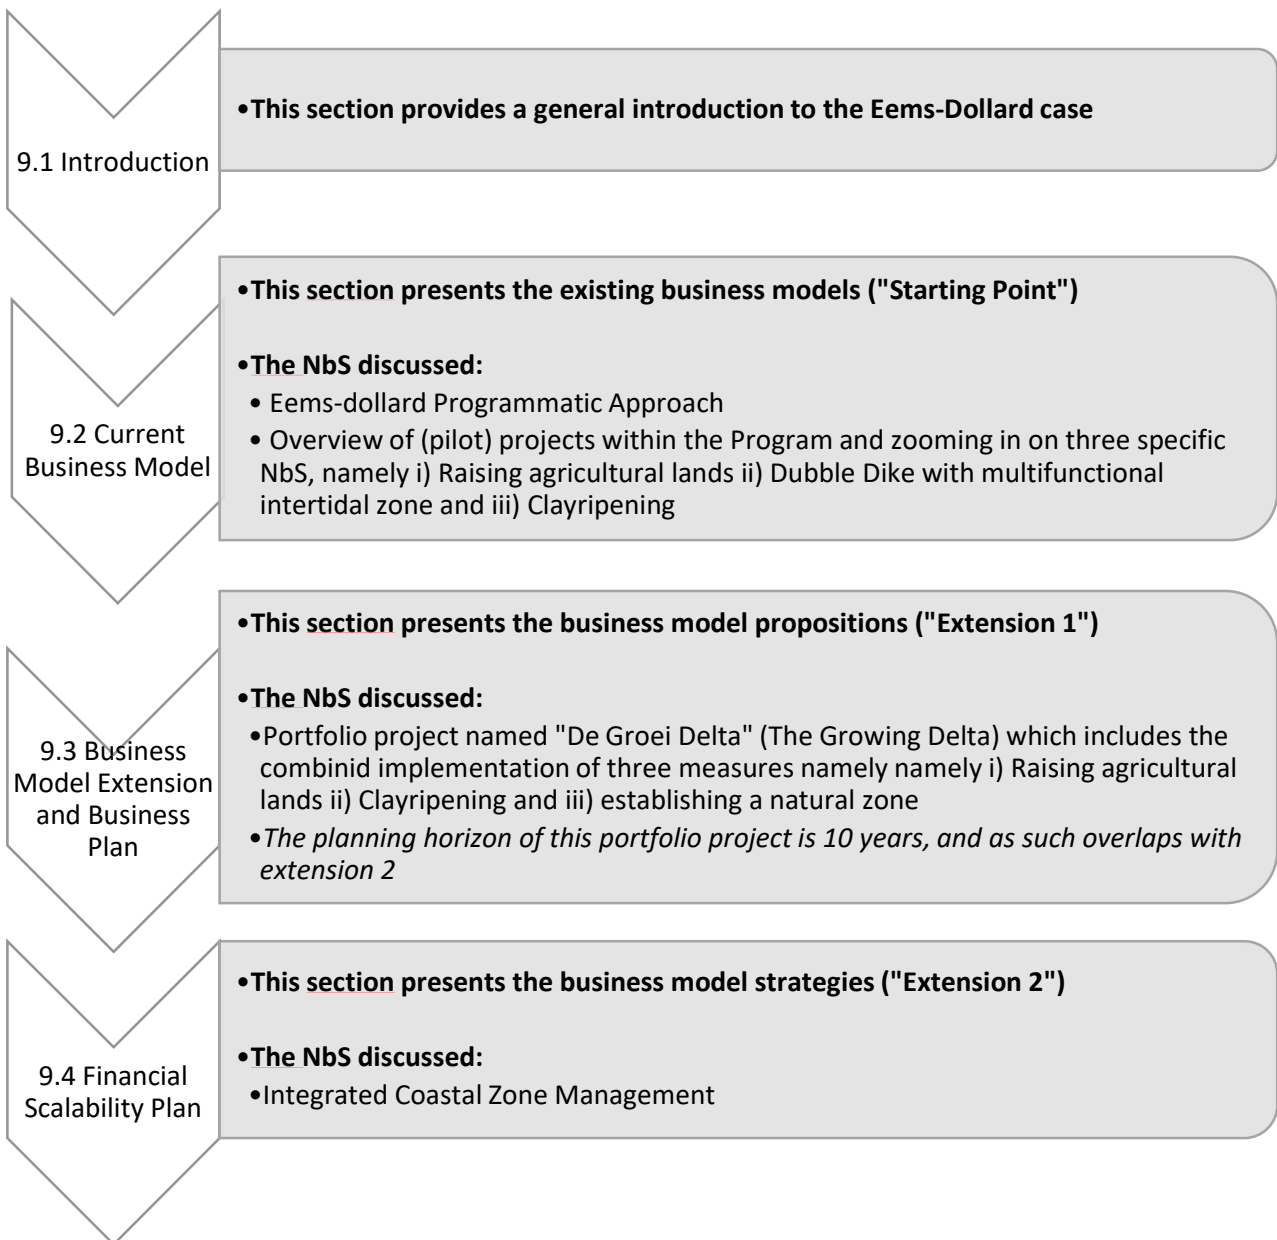 9.1 Introduction
•This section provides a general introduction to the Eems-Dollard case
9.2 Current
Business Model
•This section presents the existing business models ("Starting Point")
•The NbS discussed:
• Eems-dollard Programmatic Approach
• Overview of (pilot) projects within the Program and zooming in on three specific
NbS, namely i) Raising agricultural lands ii) Dubble Dike with multifunctional
intertidal zone and iii) Clayripening
9.3 Business
Model Extension
and Business
Plan
•This section presents the business model propositions ("Extension 1")
•The NbS discussed:
•Portfolio project named "De Groei Delta" (The Growing Delta) which includes the
combinid implementation of three measures namely namely i) Raising agricultural
lands ii) Clayripening and iii) establishing a natural zone
•The planning horizon of this portfolio project is 10 years, and as such overlaps with
extension 2
9.4 Financial
Scalability Plan
•This section presents the business model strategies ("Extension 2")
•The NbS discussed:
•Integrated Coastal Zone Management